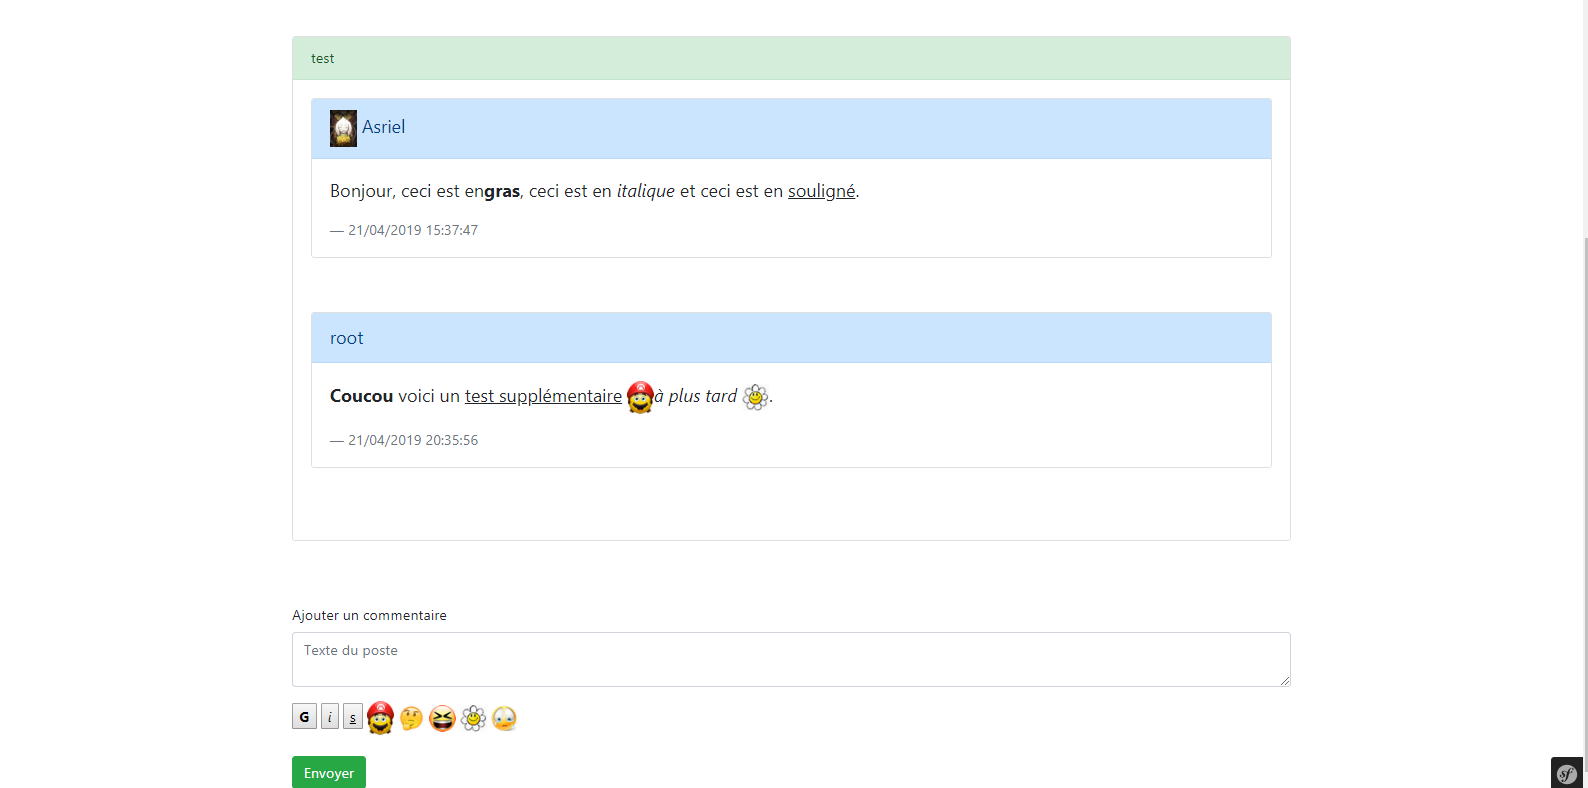 test
Asriel
Bonjour, ceci est engras, ceci est en italique et ceci est en souligné.
— 21/04/2019 15:37:47
root
Coucou voici un test supplémentaire à plus tard .
— 21/04/2019 20:35:56
Ajouter un commentaire
Texte du poste
G i s
Envoyer
sf